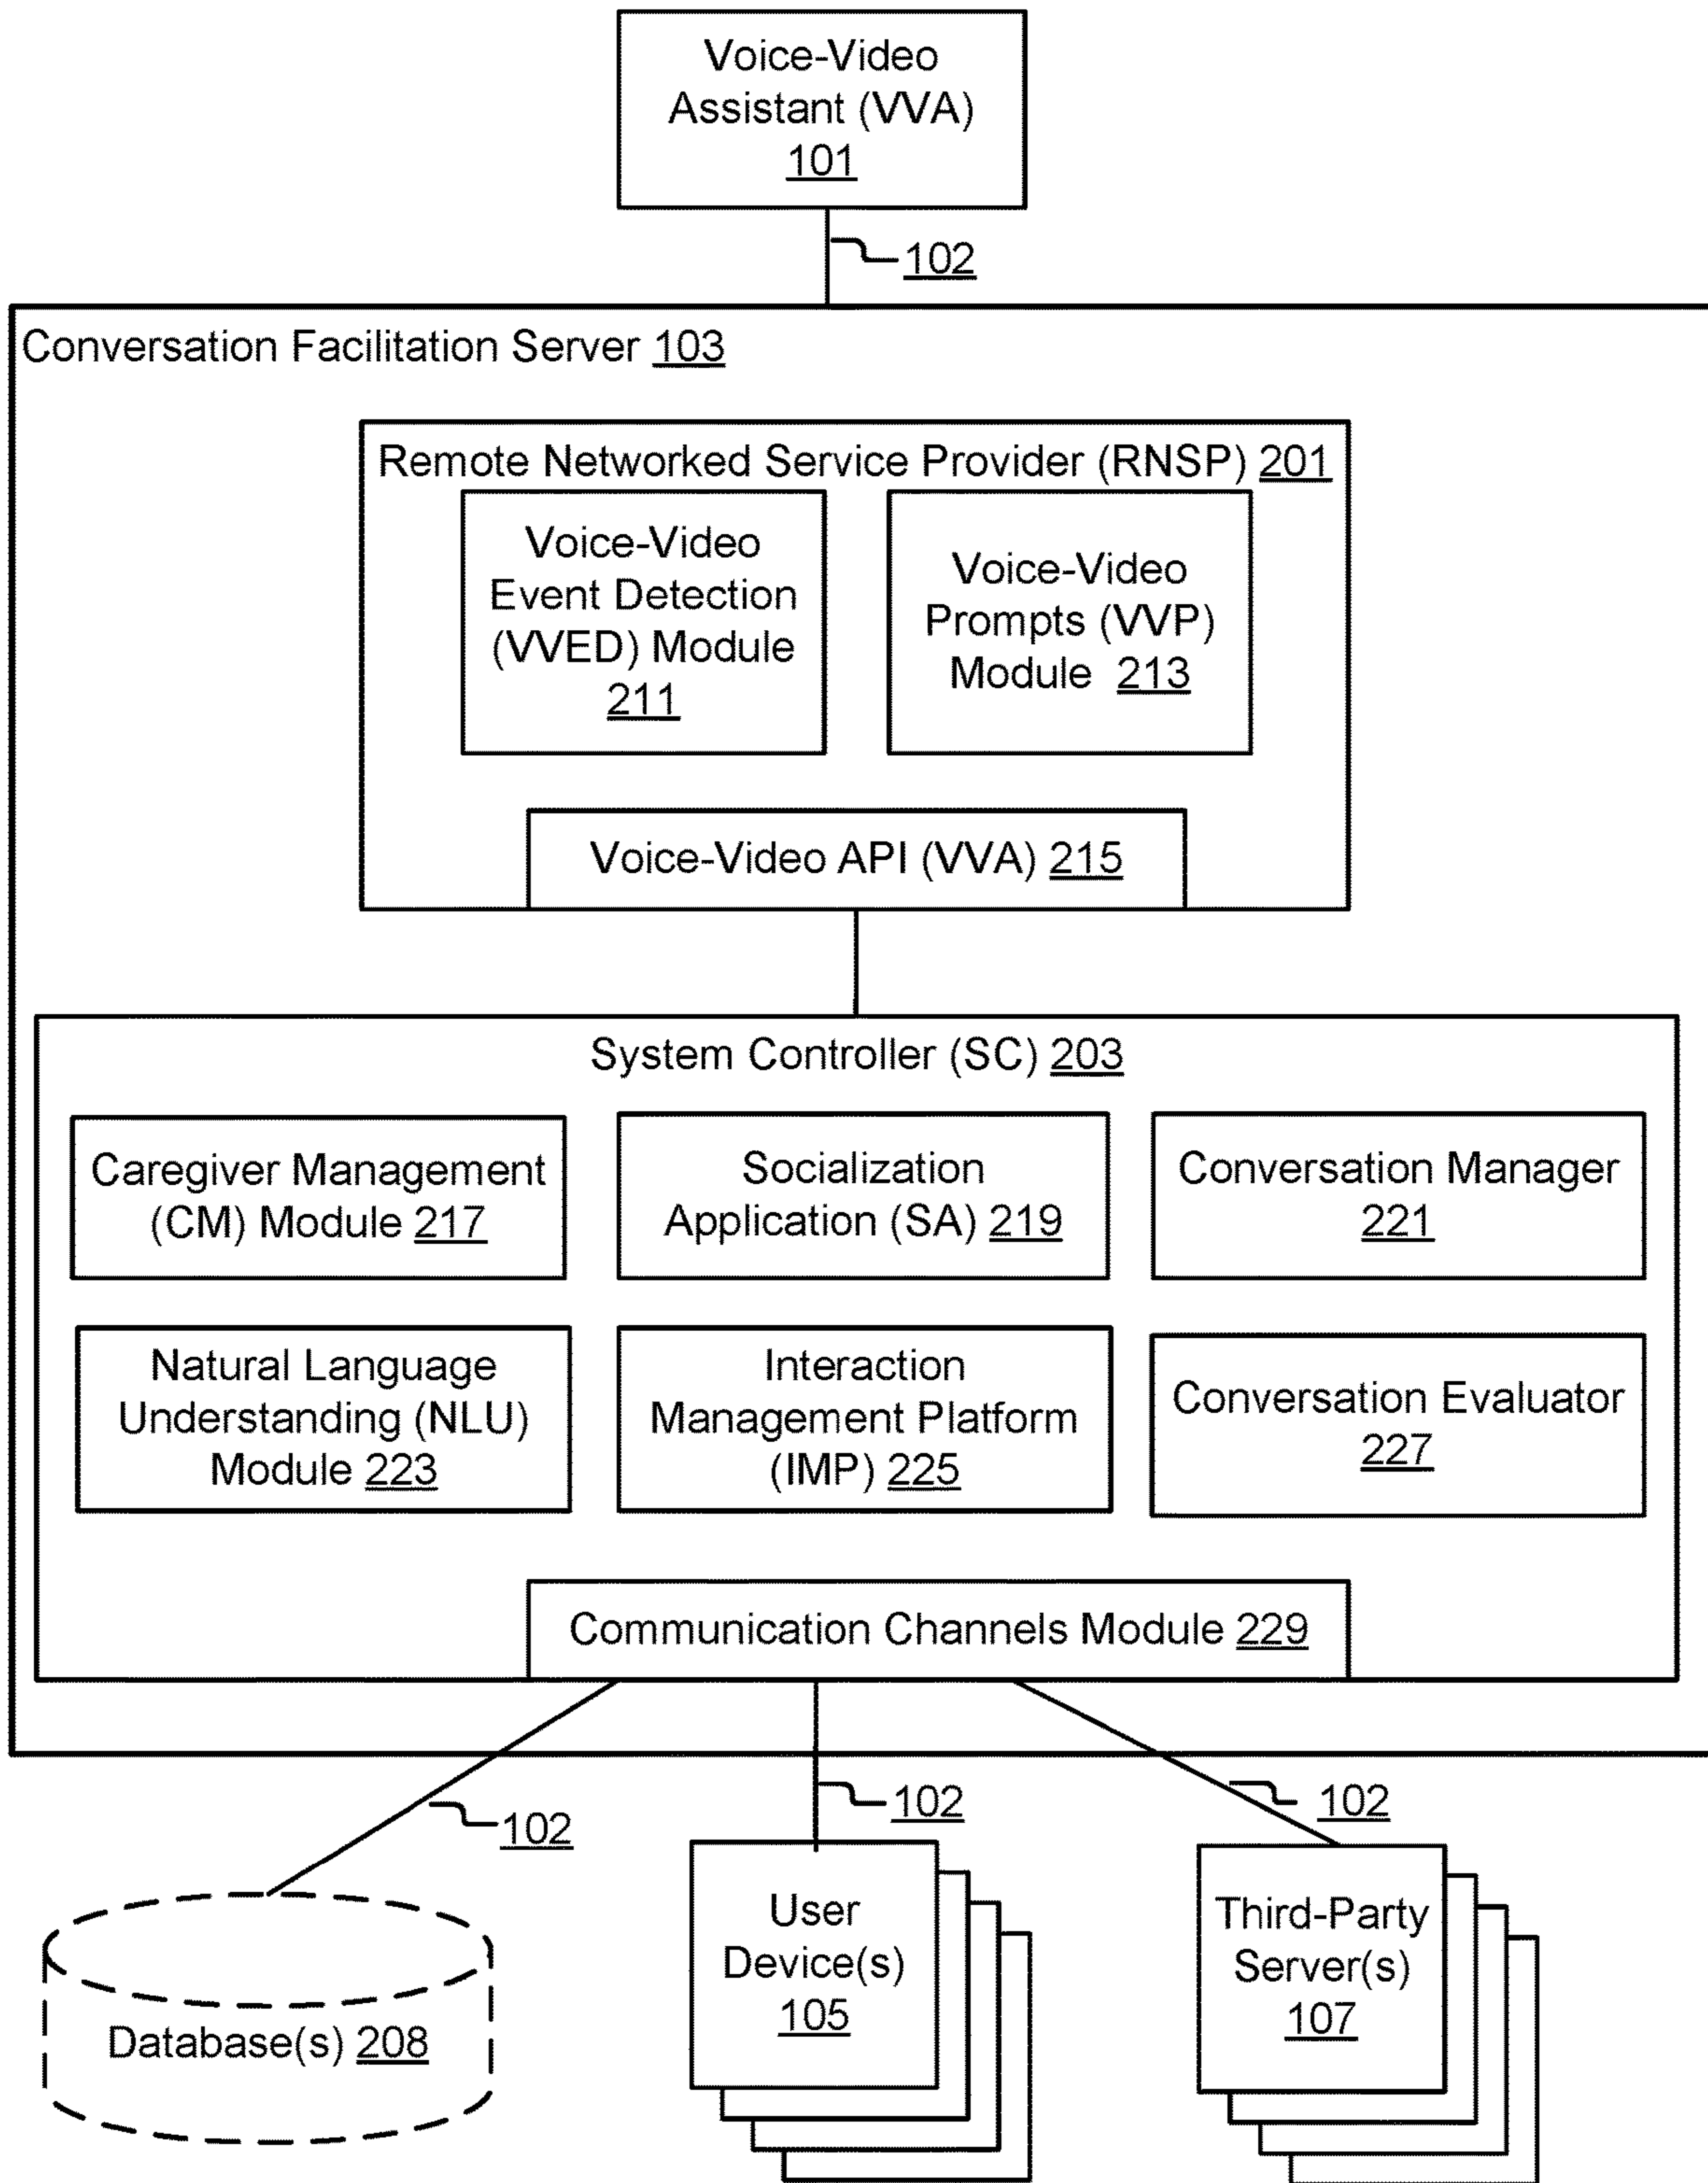 Voice-Video
Assistant (VVA)
101
102
Conversation Facilitation Server 103
Remote Networked Service Provider (RNSP) 201
Voice-Video
Event Detection
(VVED) Module
211
Voice-Video
Prompts (VVP)
Module 213
Voice-Video API (VVA) 215
System Controller (SC) 203
Caregiver Management
(CM) Module 217
Socialization
Application (SA) 219
Conversation Manager
221
Natural Language
Understanding (NLU)
Module 223
Interaction
Management Platform
(IMP) 225
Conversation Evaluator
227
Communication Channels Module 229
102
102
102
Database(s) 208
User
Device(s)
105
Third-Party
Server(s)
107